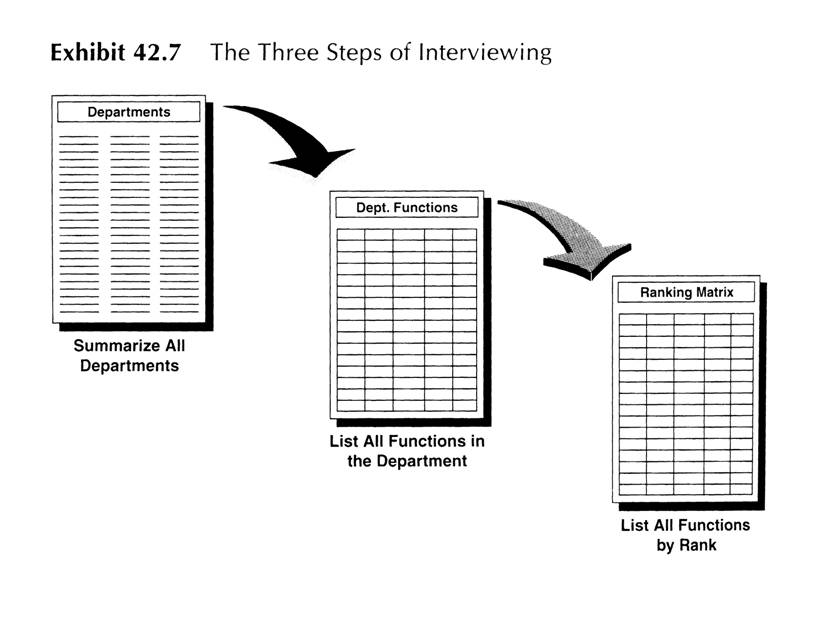 Exhibit 42.7 The Three Steps of Interviewing
Departments
Summarize All
Departments
Dept. Functions
List All Functions in
the Department
Ranking Matrix
List All Functions
by Rank